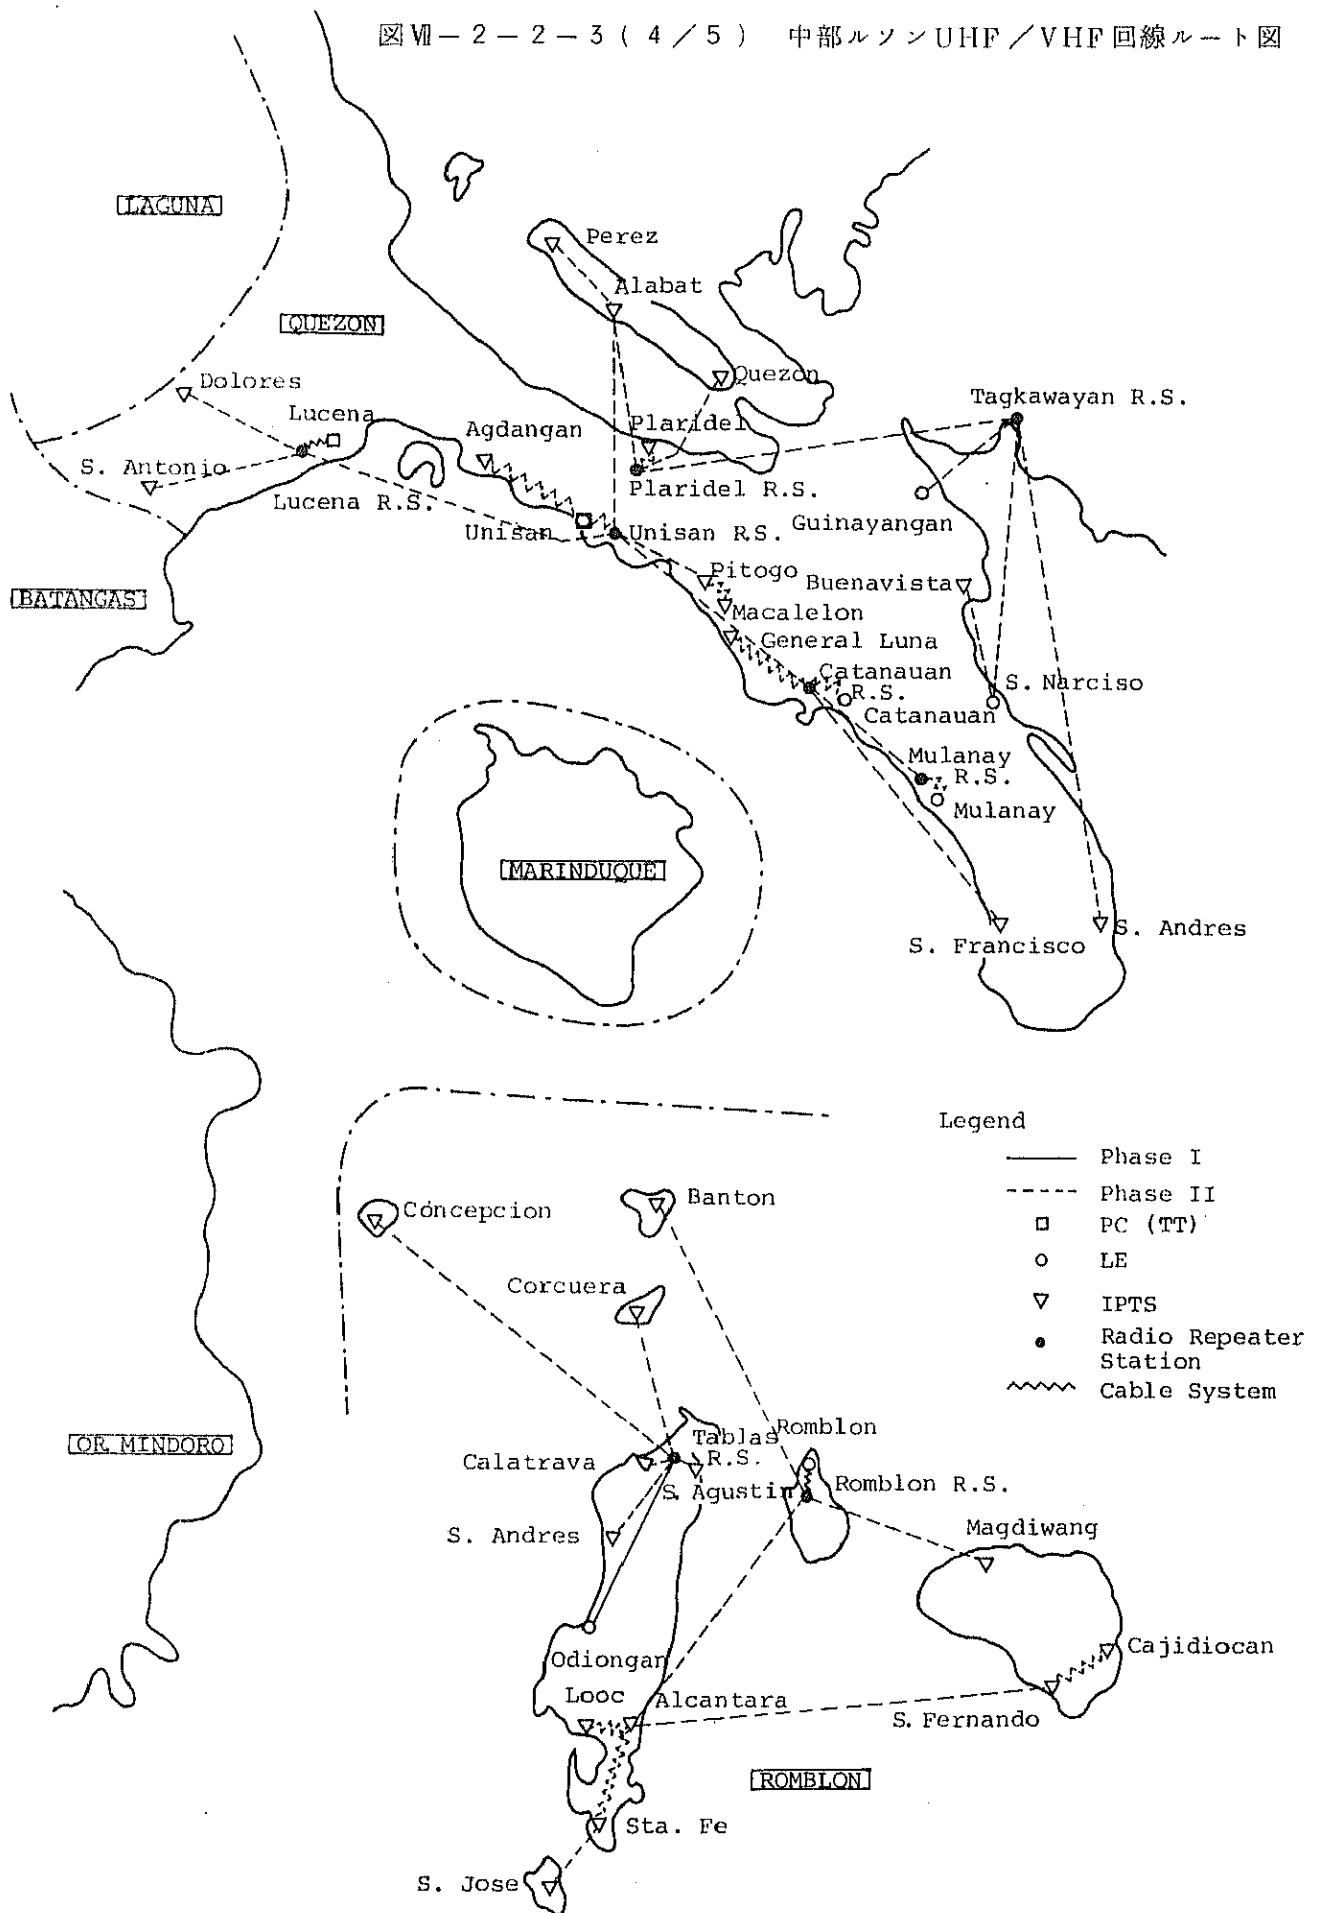 図Ⅶ-2-2-3(4/5) 中部ルソンUHF/VHF回線ルート図
LAGUNA
Perez
Alabat
QUEZON
Quezon
Dolores
Tagkawayan R.S.
Lucena
Agdangan
Plaridel
S. Antonio
Lucena R.S.
Plaridel R.S.
Guinayangan
Unisan
Unisan R.S.
Pitogo
Buenavista
BATANGAS
Macalelon
General Luna
Catanauan
R.S.
S. Narciso
Catanauan
Mulanay
R.S.
Mulanay
MARINDUQUE
S. Francisco
S. Andres
Legend
Phase I
Phase II
PC (TT)
LE
IPTS
Radio Repeater
Station
Cable System
Concepcion
Banton
Corcuera
OR. MINDORO
Calatrava
Tablas
R.S.
Romblon
S. Agustin
Romblon R.S.
S. Andres
Magdiwang
Odiongan
Cajidiocan
Looc
Alcantara
S. Fernando
ROMBLON
Sta. Fe
S. Jose